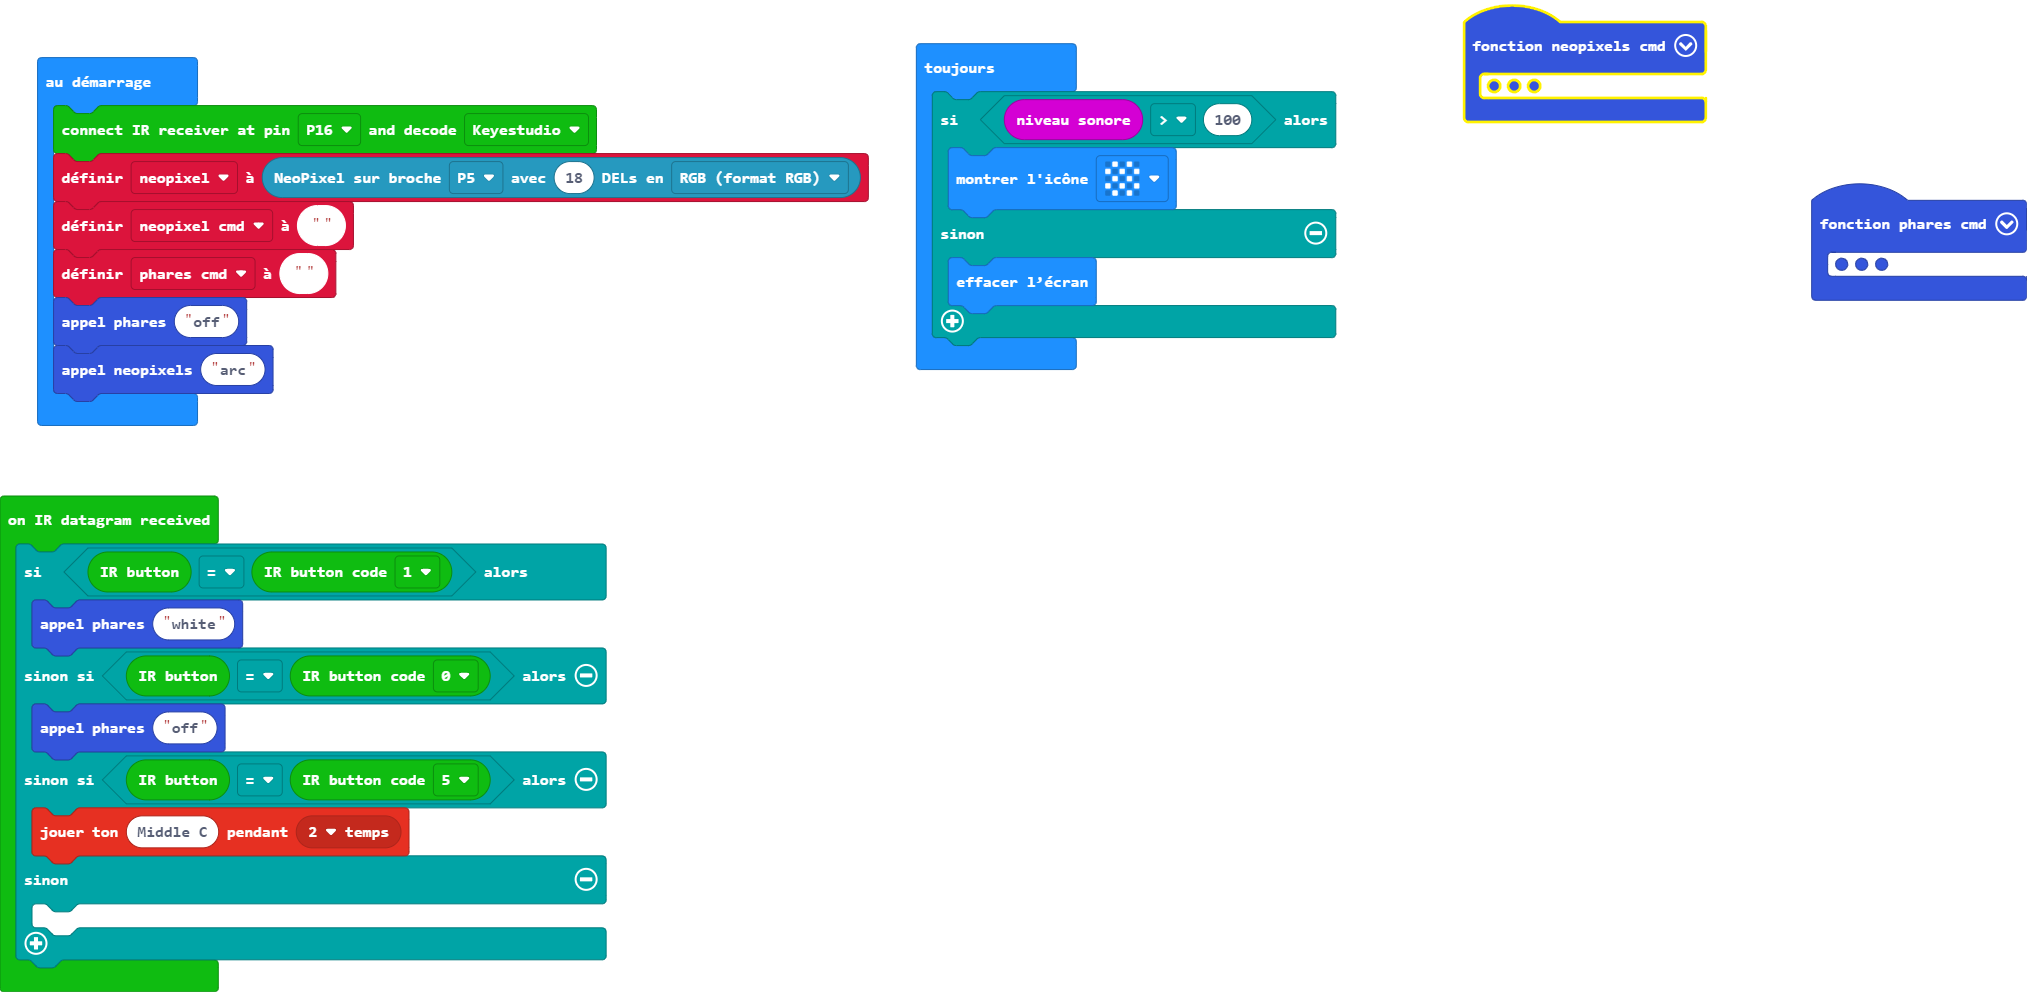 au démarrage
connect IR receiver at pin P16 and decode Keyestudio
définir neopixel à NeoPixel sur broche P5 avec 18 DELs en RGB (format RGB)
définir neopixel cmd à " "
définir phares cmd à " "
appel phares "off"
appel neopixels "arc"
toujours
si niveau sonore > 100 alors
montrer l'icône
sinon
effacer l’écran
fonction neopixels cmd
fonction phares cmd
on IR datagram received
si IR button = IR button code 1 alors
appel phares "white"
sinon si IR button = IR button code 0 alors
appel phares "off"
sinon si IR button = IR button code 5 alors
jouer ton Middle C pendant 2 temps
sinon